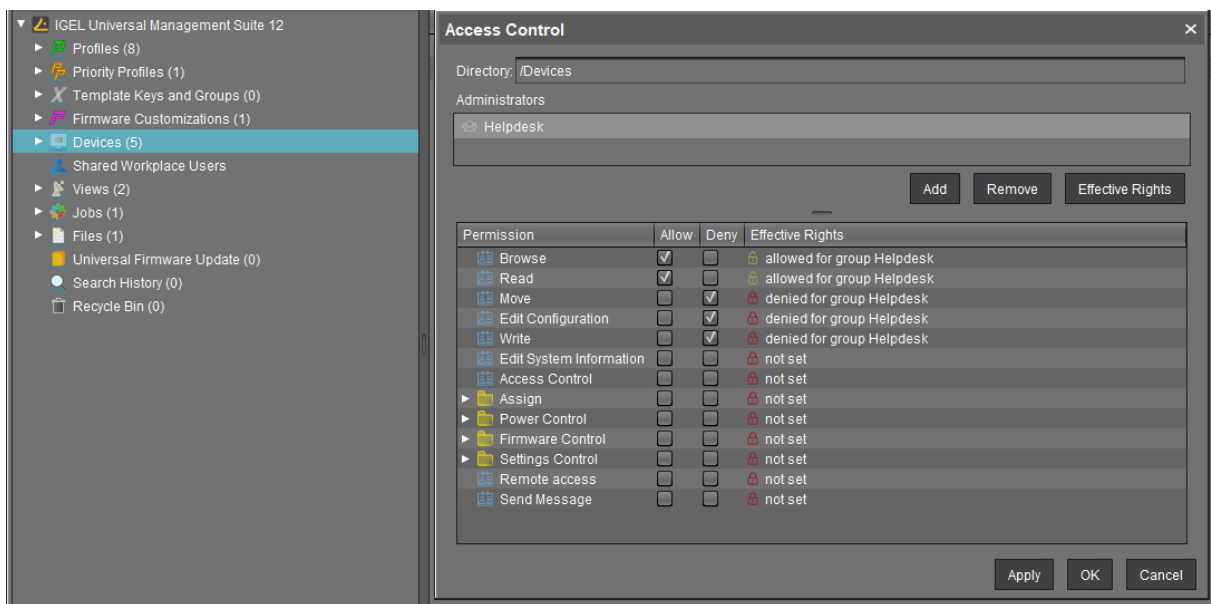 IGEL Universal Management Suite 12
Profiles (8)
Priority Profiles (1)
Template Keys and Groups (0)
Firmware Customizations (1)
Devices (5)
Shared Workplace Users
Views (2)
Jobs (1)
Files (1)
Universal Firmware Update (0)
Search History (0)
Recycle Bin (0)
Access Control
Directory: /Devices
Administrators
Helpdesk
Add Remove Effective Rights
Permission Allow Deny Effective Rights
Browse allowed for group Helpdesk
Read allowed for group Helpdesk
Move denied for group Helpdesk
Edit Configuration denied for group Helpdesk
Write denied for group Helpdesk
Edit System Information not set
Access Control not set
Assign not set
Power Control not set
Firmware Control not set
Settings Control not set
Remote access not set
Send Message not set
Apply OK Cancel